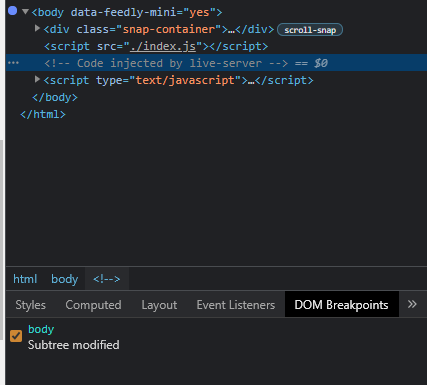 <body data-feedly-mini="yes">
<div class="snap-container">…</div> scroll-snap
<script src="./index.js"></script>
<!-- Code injected by live-server --> == $0
<script type="text/javascript">…</script>
</body>
</html>
html body <!-->
Styles Computed Layout Event Listeners DOM Breakpoints »
body
Subtree modified